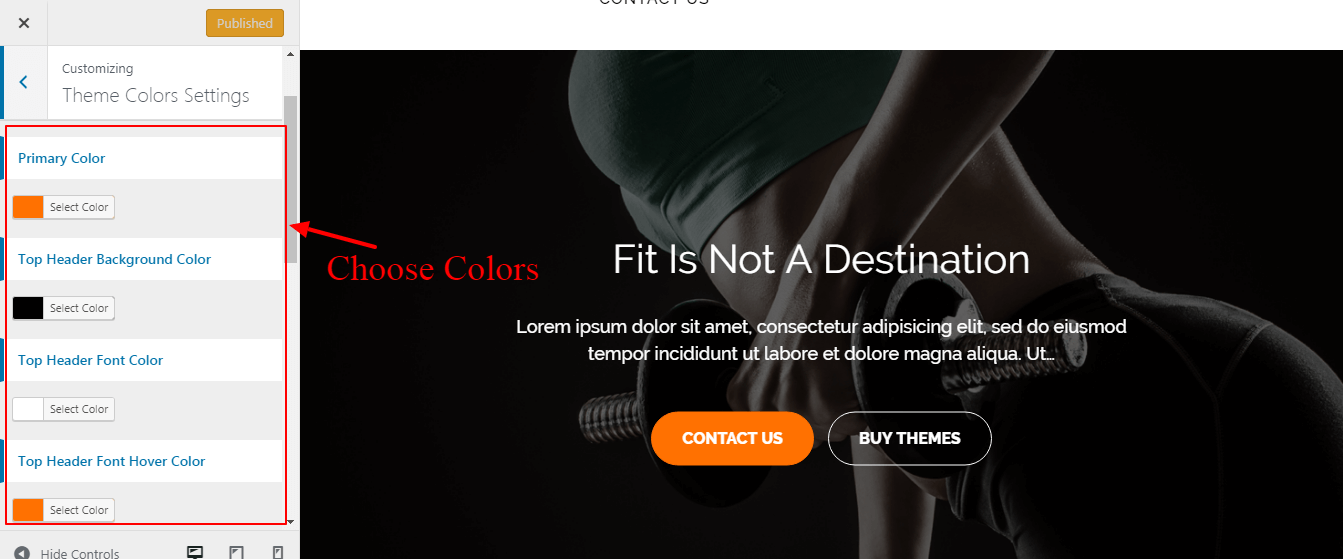 CONTACT US
Published
Customizing
Theme Colors Settings
Primary Color
Select Color
Top Header Background Color
Select Color
Top Header Font Color
Select Color
Top Header Font Hover Color
Select Color
Hide Controls
Choose Colors
Fit Is Not A Destination
Lorem ipsum dolor sit amet, consectetur adipisicing elit, sed do eiusmod
tempor incididunt ut labore et dolore magna aliqua. Ut…
CONTACT US
BUY THEMES